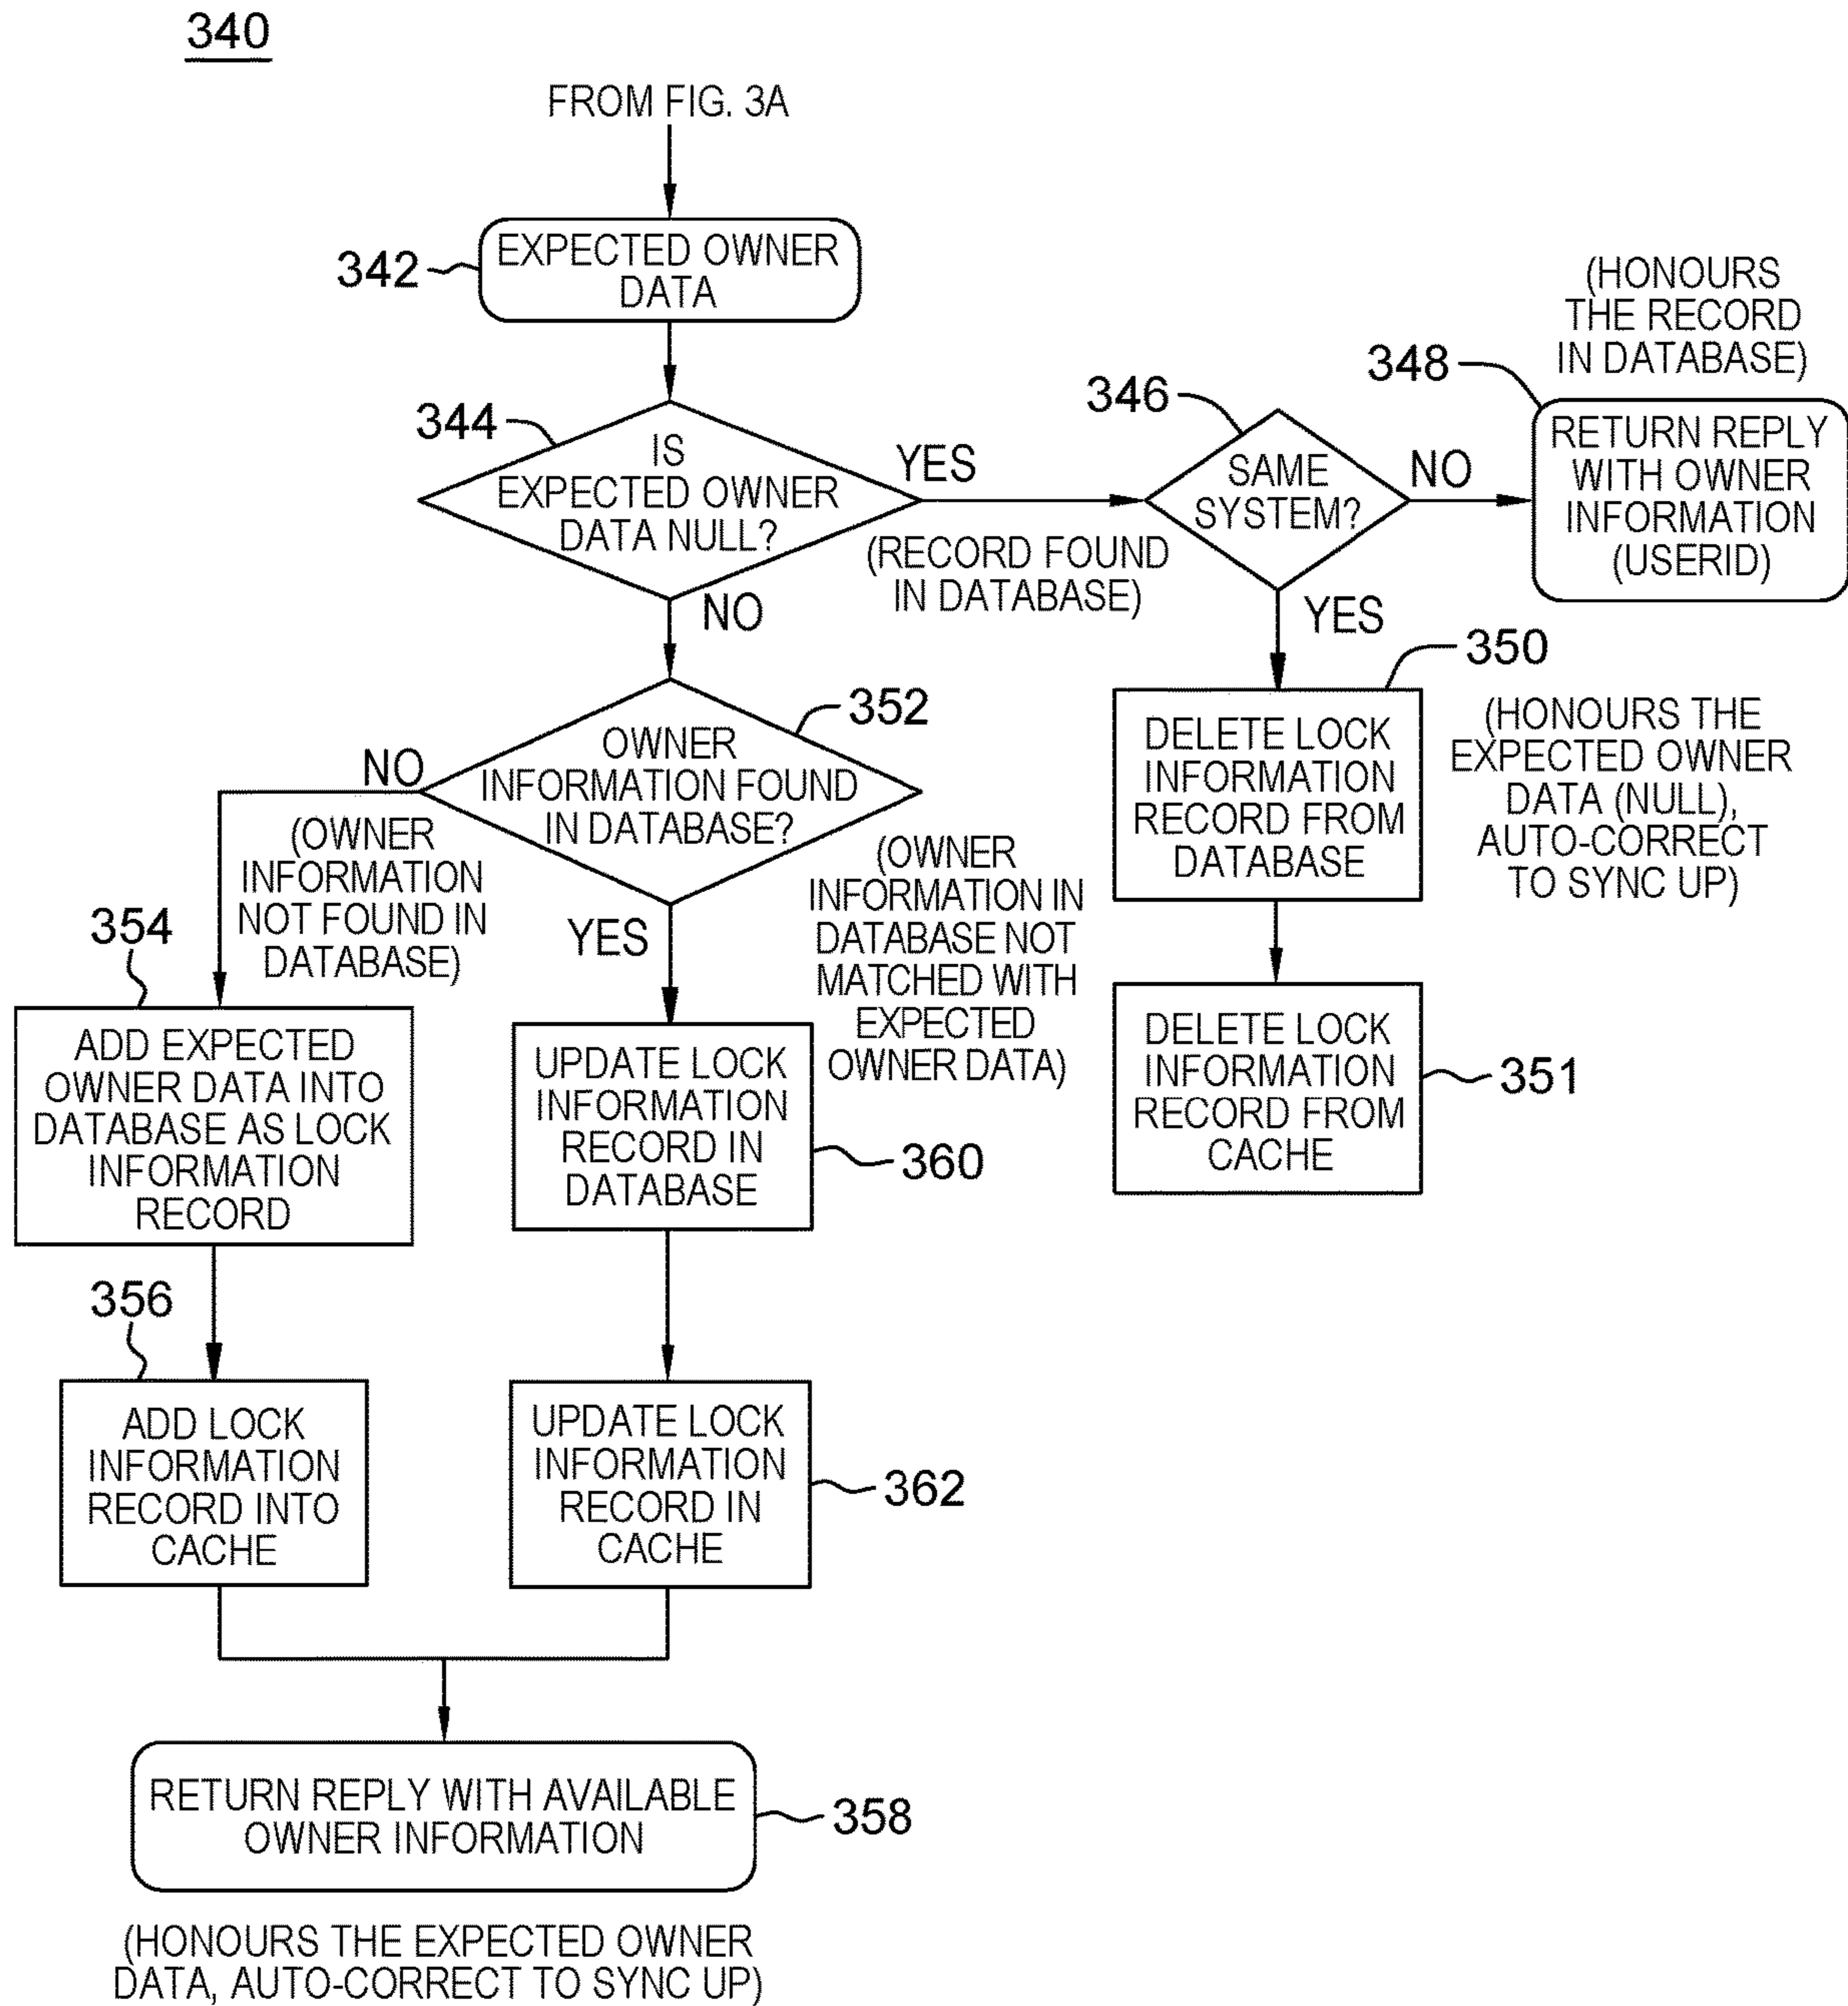 340
FROM FIG. 3A
342
EXPECTED OWNER
DATA
344
IS
EXPECTED OWNER
DATA NULL?
YES
(RECORD FOUND
IN DATABASE)
NO
346
SAME
SYSTEM?
NO
YES
(HONOURS
THE RECORD
IN DATABASE)
348
RETURN REPLY
WITH OWNER
INFORMATION
(USERID)
350
DELETE LOCK
INFORMATION
RECORD FROM
DATABASE
(HONOURS THE
EXPECTED OWNER
DATA (NULL),
AUTO-CORRECT
TO SYNC UP)
DELETE LOCK
INFORMATION
RECORD FROM
CACHE
351
352
OWNER
INFORMATION FOUND
IN DATABASE?
NO
(OWNER
INFORMATION
NOT FOUND IN
DATABASE)
YES
(OWNER
INFORMATION IN
DATABASE NOT
MATCHED WITH
EXPECTED
OWNER DATA)
354
ADD EXPECTED
OWNER DATA INTO
DATABASE AS LOCK
INFORMATION
RECORD
UPDATE LOCK
INFORMATION
RECORD IN
DATABASE
360
356
ADD LOCK
INFORMATION
RECORD INTO
CACHE
UPDATE LOCK
INFORMATION
RECORD IN
CACHE
362
RETURN REPLY WITH AVAILABLE
OWNER INFORMATION
358
(HONOURS THE EXPECTED OWNER
DATA, AUTO-CORRECT TO SYNC UP)